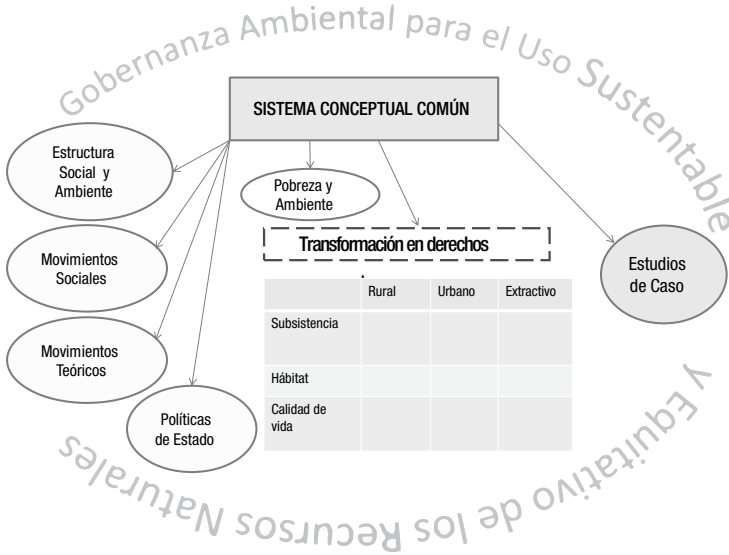 Gobernanza Ambiental para el Uso Sustentable
SISTEMA CONCEPTUAL COMÚN
Estructura
Social y
Ambiente
Pobreza y
Ambiente
Transformación en derechos
Movimientos
Sociales
Estudios
de Caso
Rural Urbano Extractivo
Subsistencia
Movimientos
Teóricos
Hábitat
Calidad de
vida
Políticas
de Estado
y Equitativo de los Recursos Naturales